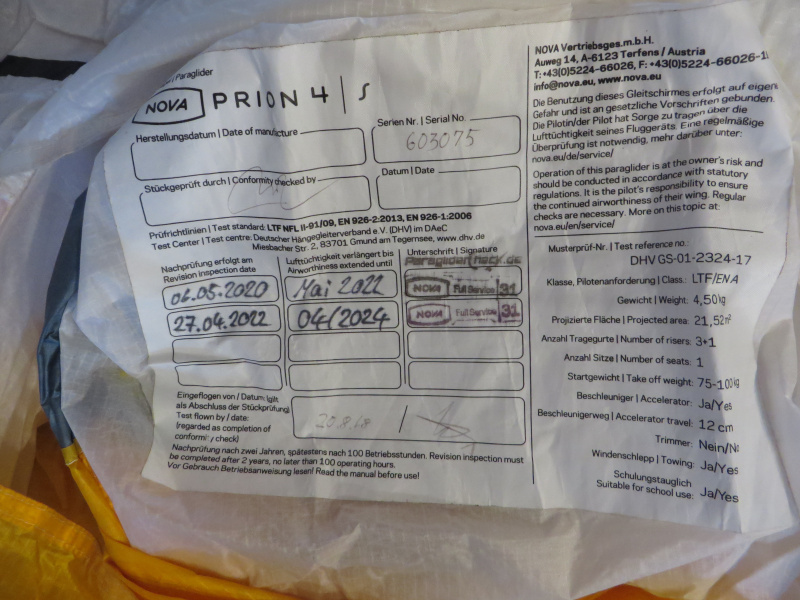 | Paraglider
NOVA PRION 4 | S
Herstellungsdatum | Date of manufacture
Serien Nr. | Serial No.
603075
Stückgeprüft durch | Conformity checked by
Datum | Date
Prüfrichtlinien | Test standard: LTF NFL II-91/09, EN 926-2:2013, EN 926-1:2006
Test Center | Test centre: Deutscher Hängegleiterverband e.V. (DHV) im DAeC
Miesbacher Str. 2, 83701 Gmund am Tegernsee, www.dhv.de
Nachprüfung erfolgt am
Revision inspection date
Lufttüchtigkeit verlängert bis
Airworthiness extended until
Unterschrift | Signature
Paraglidercheck.de
06.05.2020 Mai 2022 NOVA Full Service 31
27.04.2022 04/2024 NOVA Full Service 31
Eingeflogen von / Datum: (gilt
als Abschluss der Stückprüfung)
Test flown by / date:
(regarded as completion of
conformity check)
20.8.18 /
Nachprüfung nach zwei Jahren, spätestens nach 100 Betriebsstunden. Revision inspection must
be completed after 2 years, no later than 100 operating hours.
Vor Gebrauch Betriebsanweisung lesen! Read the manual before use!
NOVA Vertriebsges.m.b.H.
Auweg 14, A-6123 Terfens / Austria
T: +43(0)5224-66026, F: +43(0)5224-66026-1
info@nova.eu, www.nova.eu
Die Benutzung dieses Gleitschirmes erfolgt auf eigene
Gefahr und ist an gesetzliche Vorschriften gebunden.
Die Pilotin/der Pilot hat Sorge zu tragen über die
Lufttüchtigkeit seines Fluggeräts. Eine regelmäßige
Überprüfung ist notwendig, mehr darüber unter:
nova.eu/de/service/
Operation of this paraglider is at the owner's risk and
should be conducted in accordance with statutory
regulations. It is the pilot's responsibility to ensure
the continued airworthiness of their wing. Regular
checks are necessary. More on this topic at:
nova.eu/en/service/
Musterprüf-Nr. | Test reference no.
DHV GS-01-2324-17
Klasse, Pilotenanforderung | Class: LTF/EN A
Gewicht | Weight: 4,50kg
Projizierte Fläche | Projected area: 21,52m²
Anzahl Tragegurte | Number of risers: 3+1
Anzahl Sitze | Number of seats: 1
Startgewicht | Take off weight: 75-100kg
Beschleuniger | Accelerator: Ja/Yes
Beschleunigerweg | Accelerator travel: 12 cm
Trimmer: Nein/No
Windenschlepp | Towing: Ja/Yes
Schulungstauglich
Suitable for school use: Ja/Yes